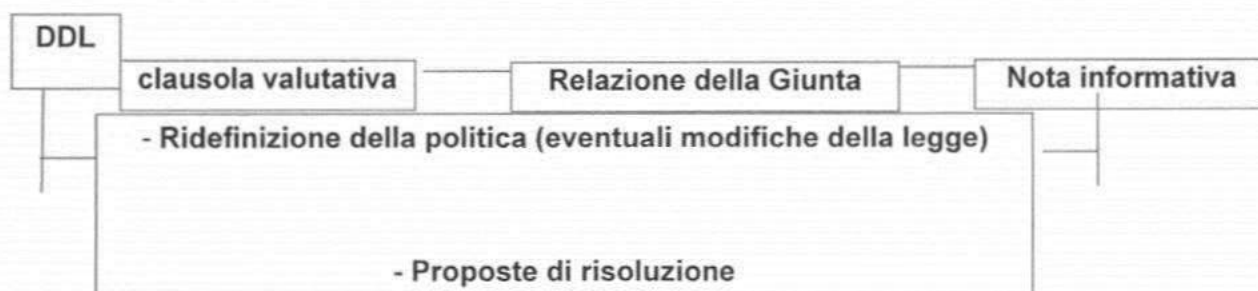 DDL
clausola valutativa
Relazione della Giunta
Nota informativa
- Ridefinizione della politica (eventuali modifiche della legge)
- Proposte di risoluzione